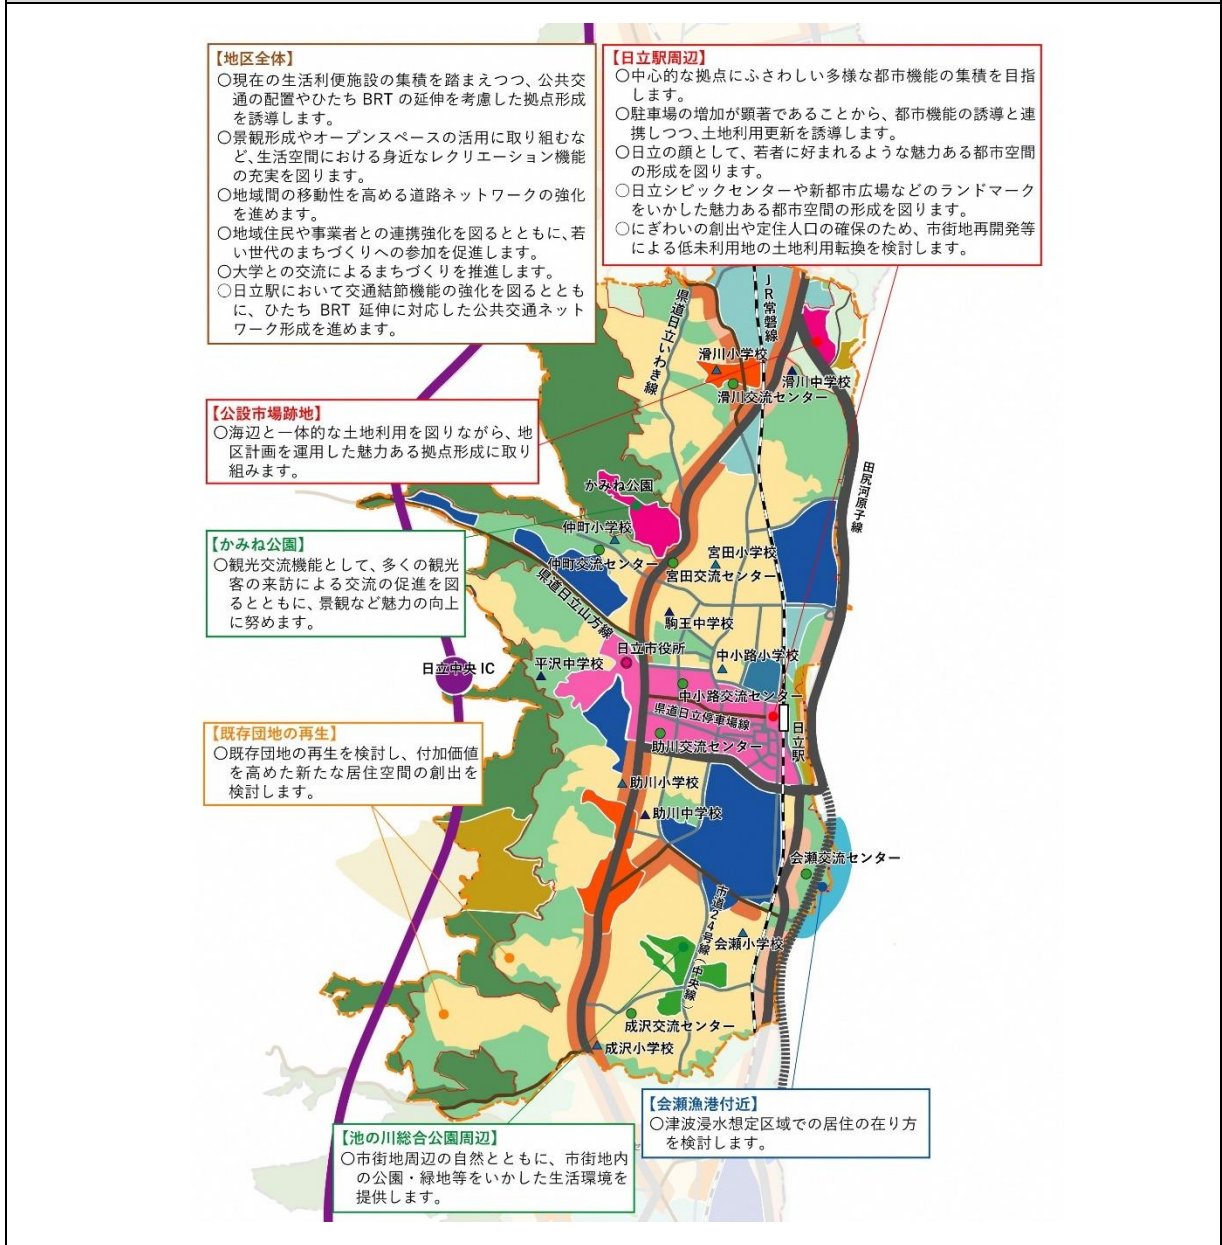 【地区全体】
○現在の生活利便施設の集積を踏まえつつ、公共交
通の配置やひたち BRT の延伸を考慮した拠点形成
を誘導します。
○景観形成やオープンスペースの活用に取り組むな
ど、生活空間における身近なレクリエーション機能
の充実を図ります。
○地域間の移動性を高める道路ネットワークの強化
を進めます。
○地域住民や事業者との連携強化を図るとともに、若
い世代のまちづくりへの参加を促進します。
○大学との交流によるまちづくりを推進します。
○日立駅において交通結節機能の強化を図るととも
に、ひたち BRT 延伸に対応した公共交通ネット
ワーク形成を進めます。
【日立駅周辺】
○中心的な拠点にふさわしい多様な都市機能の集積を目指
します。
○駐車場の増加が顕著であることから、都市機能の誘導と連
携しつつ、土地利用更新を誘導します。
○日立の顔として、若者に好まれるような魅力ある都市空間
の形成を図ります。
○日立シビックセンターや新都市広場などのランドマーク
をいかした魅力ある都市空間の形成を図ります。
○にぎわいの創出や定住人口の確保のため、市街地再開発等
による低未利用地の土地利用転換を検討します。
県道日立いわき線
JR常磐線
滑川小学校
滑川中学校
滑川交流センター
【公設市場跡地】
○海辺と一体的な土地利用を図りながら、地
区計画を運用した魅力ある拠点形成に取り
組みます。
田尻河原子線
かみね公園
仲町小学校
仲町交流センター
宮田小学校
宮田交流センター
【かみね公園】
○観光交流機能として、多くの観光
客の来訪による交流の促進を図
るとともに、景観など魅力の向上
に努めます。
県道日立山方線
駒王中学校
日立市役所
平沢中学校
中小路小学校
日立中央 IC
中小路交流センター
県道日立停車場線
日立駅
助川交流センター
【既存団地の再生】
○既存団地の再生を検討し、付加価値
を高めた新たな居住空間の創出を
検討します。
助川小学校
助川中学校
会瀬交流センター
市道24号線(中央線)
会瀬小学校
成沢交流センター
成沢小学校
【会瀬漁港付近】
○津波浸水想定区域での居住の在り方
を検討します。
【池の川総合公園周辺】
○市街地周辺の自然とともに、市街地内
の公園・緑地等をいかした生活環境を
提供します。